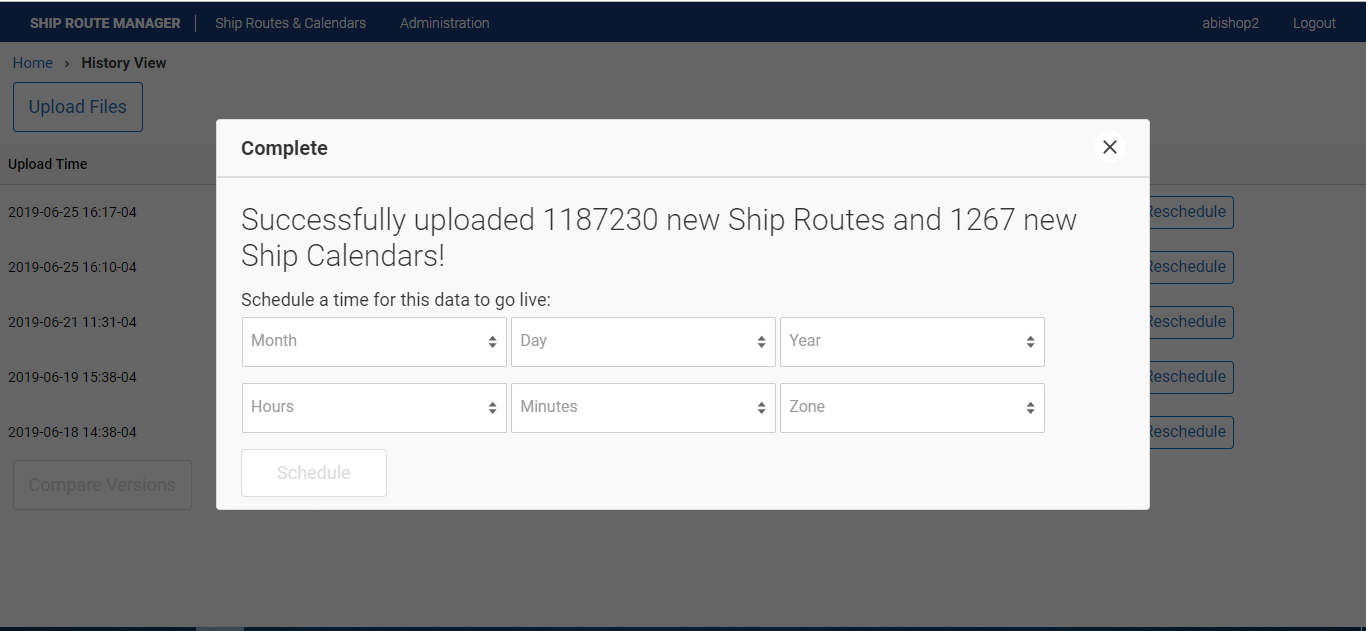 SHIP ROUTE MANAGER Ship Routes & Calendars Administration abishop2 Logout
Home › History View
Upload Files
Complete
Upload Time
Successfully uploaded 1187230 new Ship Routes and 1267 new
Ship Calendars!
2019-06-25 16:17-04 Reschedule
2019-06-25 16:10-04 Reschedule
Schedule a time for this data to go live:
2019-06-21 11:31-04 Month Day Year Reschedule
2019-06-19 15:38-04 Reschedule
Hours Minutes Zone
2019-06-18 14:38-04 Reschedule
Schedule
Compare Versions